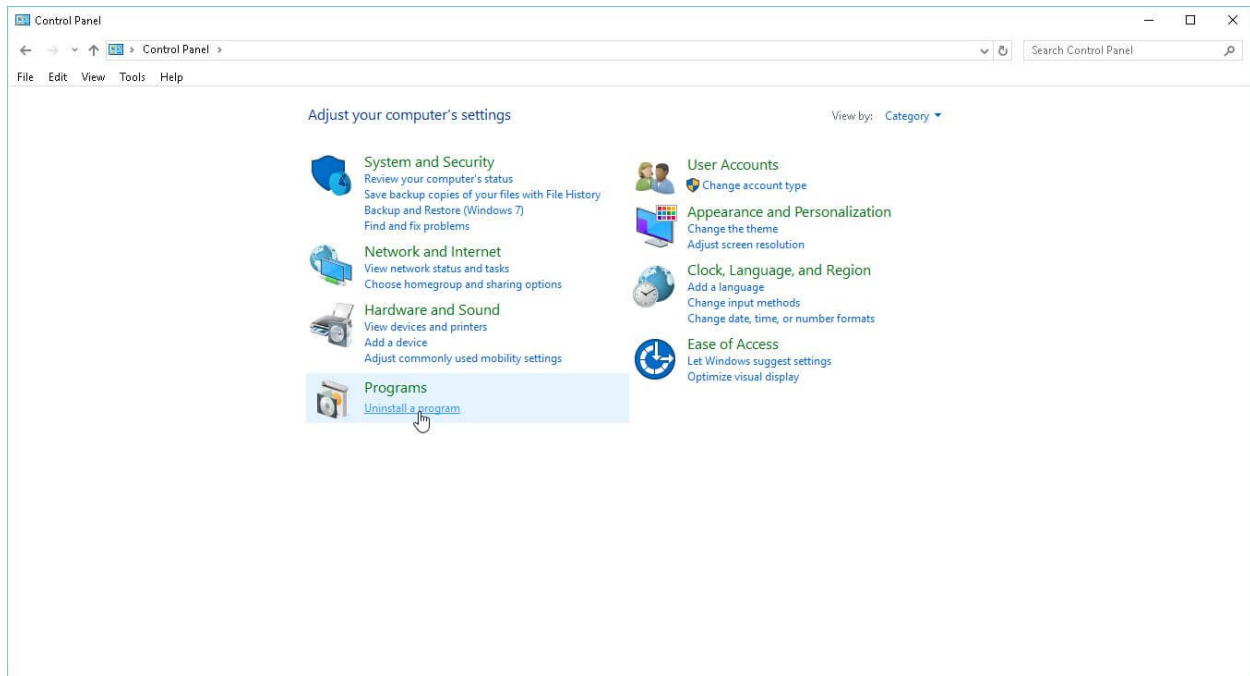 Control Panel
Control Panel
Search Control Panel
File Edit View Tools Help
Adjust your computer's settings
View by: Category
System and Security
Review your computer's status
Save backup copies of your files with File History
Backup and Restore (Windows 7)
Find and fix problems
Network and Internet
View network status and tasks
Choose homegroup and sharing options
Hardware and Sound
View devices and printers
Add a device
Adjust commonly used mobility settings
Programs
Uninstall a program
User Accounts
Change account type
Appearance and Personalization
Change the theme
Adjust screen resolution
Clock, Language, and Region
Add a language
Change input methods
Change date, time, or number formats
Ease of Access
Let Windows suggest settings
Optimize visual display